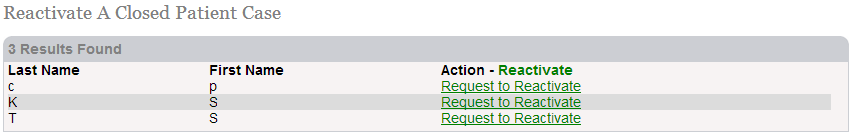 Reactivate A Closed Patient Case
3 Results Found
Last Name First Name Action - Reactivate
c p Request to Reactivate
K S Request to Reactivate
T S Request to Reactivate